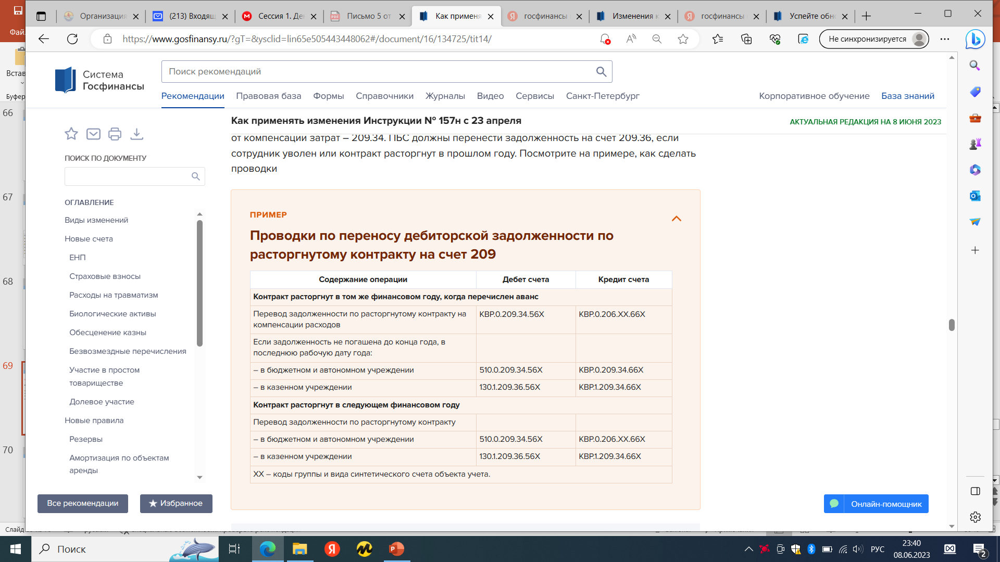 Организация
(213) Входящ
Сессия 1. Де
Письмо 5 от
Как применя
госфинансы
Изменения к
госфинансы
Успейте обно
Фай
https://www.gosfinansy.ru/?gT=&ysclid=lin65e505443448062#/document/16/134725/tit14/
Не синхронизируется
Встав
Буфер
Система
Госфинансы
Поиск рекомендаций
Рекомендации Правовая база Формы Справочники Журналы Видео Сервисы Санкт-Петербург Корпоративное обучение База знаний
Как применять изменения Инструкции № 157н с 23 апреля
АКТУАЛЬНАЯ РЕДАКЦИЯ НА 8 ИЮНЯ 2023
от компенсации затрат – 209.34. ПБС должны перенести задолженность на счет 209.36, если
сотрудник уволен или контракт расторгнут в прошлом году. Посмотрите на примере, как сделать
проводки
ПОИСК ПО ДОКУМЕНТУ
ОГЛАВЛЕНИЕ
Виды изменений
Новые счета
ЕНП
Страховые взносы
Расходы на травматизм
Биологические активы
Обесценение казны
Безвозмездные перечисления
Участие в простом
товариществе
Долевое участие
Новые правила
Резервы
Амортизация по объектам
аренды
Все рекомендации
Избранное
ПРИМЕР
Проводки по переносу дебиторской задолженности по
расторгнутому контракту на счет 209
Содержание операции Дебет счета Кредит счета
Контракт расторгнут в том же финансовом году, когда перечислен аванс
Перевод задолженности по расторгнутому контракту на КВР.0.209.34.56Х КВР.0.206.ХХ.66Х
компенсации расходов
Если задолженность не погашена до конца года, в
последнюю рабочую дату года:
– в бюджетном и автономном учреждении 510.0.209.34.56Х КВР.0.209.34.66Х
– в казенном учреждении 130.1.209.36.56Х КВР.1.209.34.66Х
Контракт расторгнут в следующем финансовом году
Перевод задолженности по расторгнутому контракту
– в бюджетном и автономном учреждении 510.0.209.34.56Х КВР.0.206.ХХ.66Х
– в казенном учреждении 130.1.209.36.56Х КВР.1.209.34.66Х
ХХ – коды группы и вида синтетического счета объекта учета.
Онлайн-помощник
66
67
68
69
70
Слайд
Поиск
РУС
23:40
08.06.2023
2